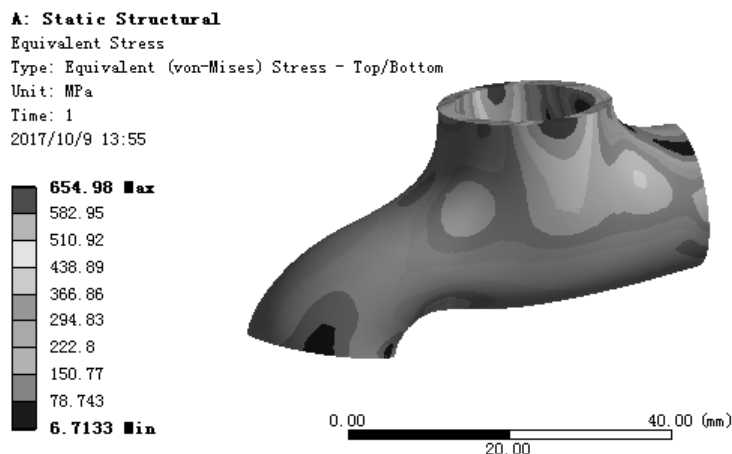 A: Static Structural
Equivalent Stress
Type: Equivalent (von-Mises) Stress - Top/Bottom
Unit: MPa
Time: 1
2017/10/9 13:55
654.98 Max
582.95
510.92
438.89
366.86
294.83
222.8
150.77
78.743
6.7133 Min
0.00
40.00 (mm)
20.00